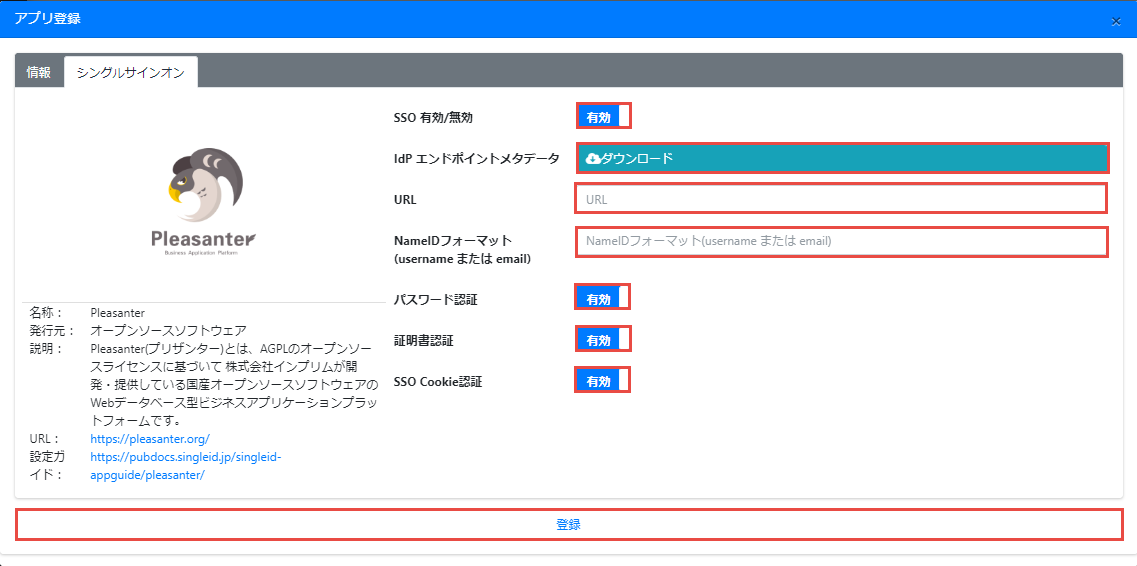 アプリ登録
×
情報
シングルサインオン
Pleasanter
Business Application Platform
名称： Pleasanter
発行元： オープンソースソフトウェア
説明： Pleasanter(プリザンター)とは、AGPLのオープンソー
スライセンスに基づいて 株式会社インプリムが開
発・提供している国産オープンソースソフトウェアの
Webデータベース型ビジネスアプリケーションプラッ
トフォームです。
URL： https://pleasanter.org/
設定ガ https://pubdocs.singleid.jp/singleid-
イド： appguide/pleasanter/
SSO 有効/無効 有効
IdP エンドポイントメタデータ ダウンロード
URL URL
NameIDフォーマット NameIDフォーマット(username または email)
(username または email)
パスワード認証 有効
証明書認証 有効
SSO Cookie認証 有効
登録